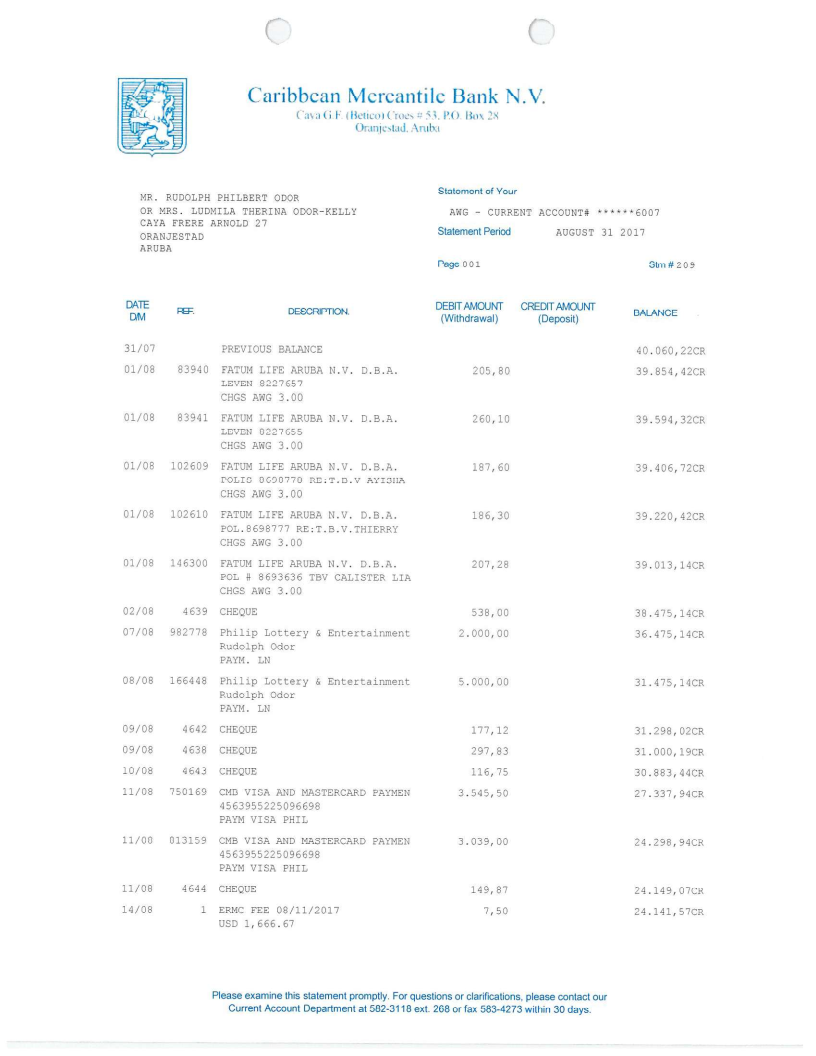 Caribbean Mercantile Bank N.V.
Caya G.F. (Betico) Croes # 53, P.O. Box 28
Oranjestad, Aruba
MR. RUDOLPH PHILBERT ODOR
OR MRS. LUDMILA THERINA ODOR-KELLY
CAYA FRERE ARNOLD 27
ORANJESTAD
ARUBA
Statement of Your
AWG - CURRENT ACCOUNT# ******6007
Statement Period AUGUST 31 2017
Page 001 Stm # 209
DATE D/M REF. DESCRIPTION. DEBIT AMOUNT (Withdrawal) CREDIT AMOUNT (Deposit) BALANCE
31/07 PREVIOUS BALANCE 40.060,22CR
01/08 83940 FATUM LIFE ARUBA N.V. D.B.A. 205,80 39.854,42CR
LEVEN 8227657
CHGS AWG 3.00
01/08 83941 FATUM LIFE ARUBA N.V. D.B.A. 260,10 39.594,32CR
LEVEN 8227655
CHGS AWG 3.00
01/08 102609 FATUM LIFE ARUBA N.V. D.B.A. 187,60 39.406,72CR
POLIS 8698770 RE:T.B.V AYISHA
CHGS AWG 3.00
01/08 102610 FATUM LIFE ARUBA N.V. D.B.A. 186,30 39.220,42CR
POL.8698777 RE:T.B.V.THIERRY
CHGS AWG 3.00
01/08 146300 FATUM LIFE ARUBA N.V. D.B.A. 207,28 39.013,14CR
POL # 8693636 TBV CALISTER LIA
CHGS AWG 3.00
02/08 4639 CHEQUE 538,00 38.475,14CR
07/08 982778 Philip Lottery & Entertainment 2.000,00 36.475,14CR
Rudolph Odor
PAYM. LN
08/08 166448 Philip Lottery & Entertainment 5.000,00 31.475,14CR
Rudolph Odor
PAYM. LN
09/08 4642 CHEQUE 177,12 31.298,02CR
09/08 4638 CHEQUE 297,83 31.000,19CR
10/08 4643 CHEQUE 116,75 30.883,44CR
11/08 750169 CMB VISA AND MASTERCARD PAYMEN 3.545,50 27.337,94CR
4563955225096698
PAYM VISA PHIL
11/08 013159 CMB VISA AND MASTERCARD PAYMEN 3.039,00 24.298,94CR
4563955225096698
PAYM VISA PHIL
11/08 4644 CHEQUE 149,87 24.149,07CR
14/08 1 ERMC FEE 08/11/2017 7,50 24.141,57CR
USD 1,666.67
Please examine this statement promptly. For questions or clarifications, please contact our
Current Account Department at 582-3118 ext. 268 or fax 583-4273 within 30 days.